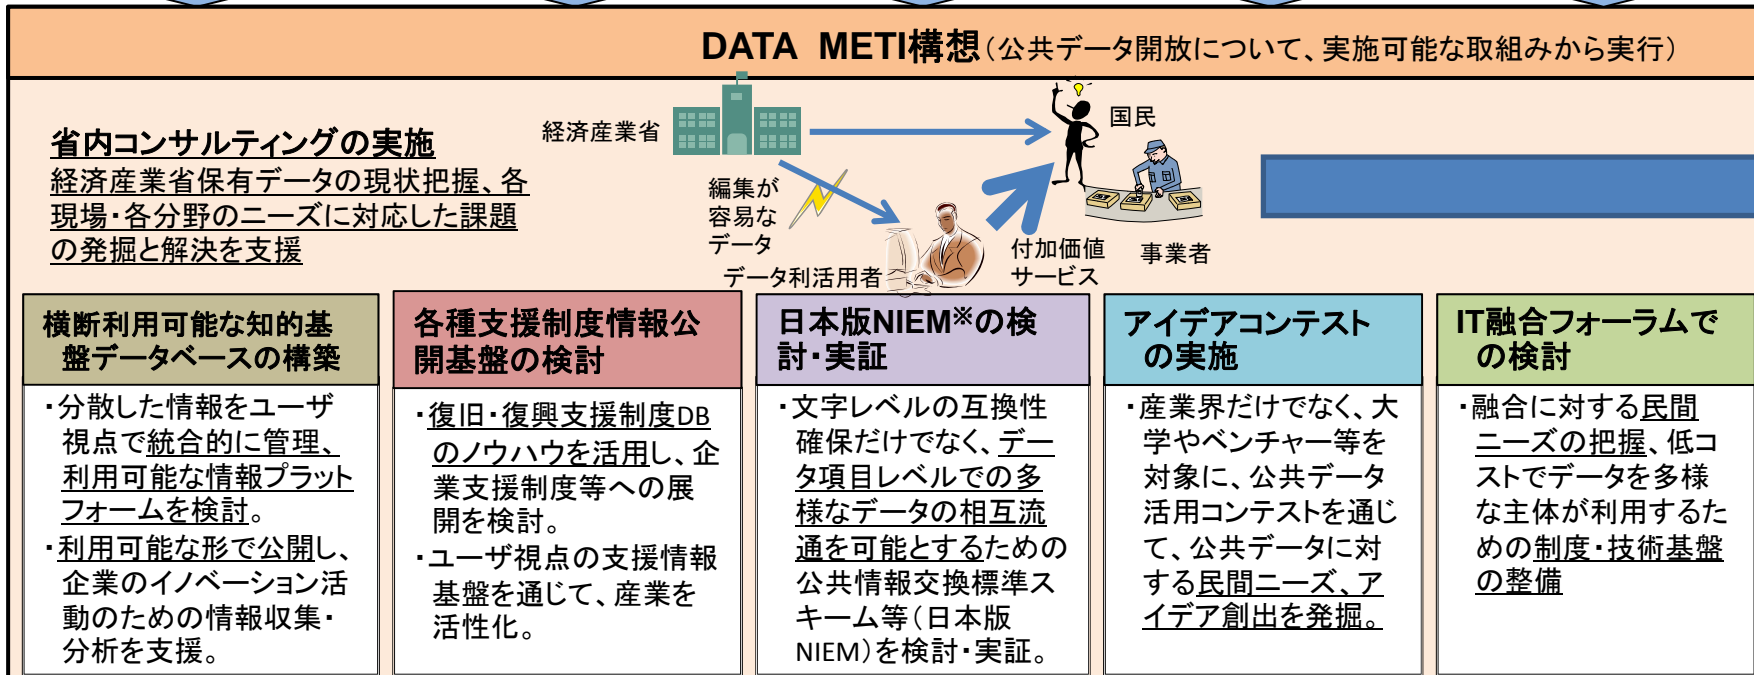 DATA METI構想(公共データ開放について、実施可能な取組みから実行)
省内コンサルティングの実施
経済産業省保有データの現状把握、各
現場・各分野のニーズに対応した課題
の発掘と解決を支援
経済産業省
国民
編集が
容易な
データ
データ利活用者
付加価値
サービス
事業者
横断利用可能な知的基
盤データベースの構築
・分散した情報をユーザ
視点で統合的に管理、
利用可能な情報プラット
フォームを検討。
・利用可能な形で公開し、
企業のイノベーション活
動のための情報収集・
分析を支援。
各種支援制度情報公
開基盤の検討
・復旧・復興支援制度DB
のノウハウを活用し、企
業支援制度等への展
開を検討。
・ユーザ視点の支援情報
基盤を通じて、産業を
活性化。
日本版NIEM※の検
討・実証
・文字レベルの互換性
確保だけでなく、デー
タ項目レベルでの多
様なデータの相互流
通を可能とするための
公共情報交換標準ス
キーム等(日本版
NIEM)を検討・実証。
アイデアコンテスト
の実施
・産業界だけでなく、大
学やベンチャー等を
対象に、公共データ
活用コンテストを通じ
て、公共データに対
する民間ニーズ、ア
イデア創出を発掘。
IT融合フォーラムで
の検討
・融合に対する民間
ニーズの把握、低コ
ストでデータを多様
な主体が利用するた
めの制度・技術基盤
の整備